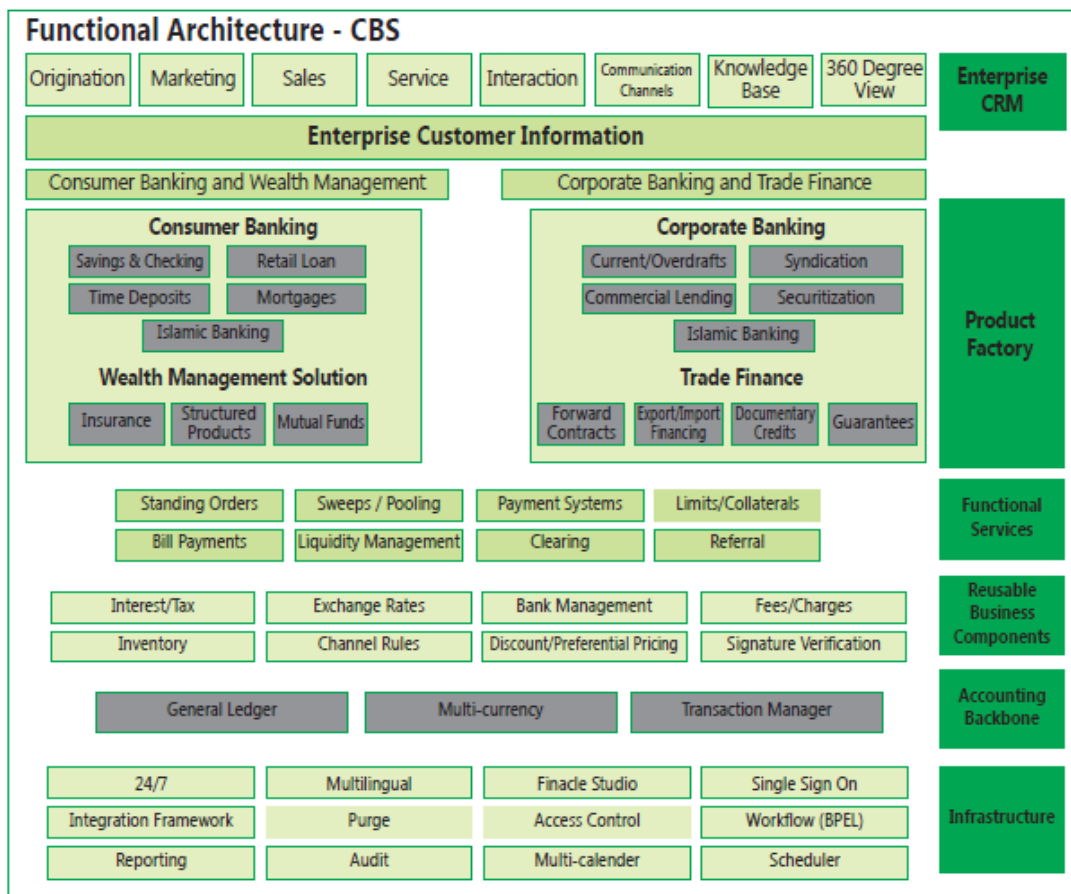 Functional Architecture - CBS
Origination
Marketing
Sales
Service
Interaction
Communication
Channels
Knowledge
Base
360 Degree
View
Enterprise
CRM
Enterprise Customer Information
Consumer Banking and Wealth Management
Corporate Banking and Trade Finance
Consumer Banking
Savings & Checking
Retail Loan
Time Deposits
Mortgages
Islamic Banking
Wealth Management Solution
Insurance
Structured
Products
Mutual Funds
Corporate Banking
Current/Overdrafts
Syndication
Commercial Lending
Securitization
Islamic Banking
Trade Finance
Forward
Contracts
Export/Import
Financing
Documentary
Credits
Guarantees
Product
Factory
Standing Orders
Sweeps / Pooling
Payment Systems
Limits/Collaterals
Bill Payments
Liquidity Management
Clearing
Referral
Functional
Services
Interest/Tax
Exchange Rates
Bank Management
Fees/Charges
Inventory
Channel Rules
Discount/Preferential Pricing
Signature Verification
Reusable
Business
Components
General Ledger
Multi-currency
Transaction Manager
Accounting
Backbone
24/7
Multilingual
Finacle Studio
Single Sign On
Integration Framework
Purge
Access Control
Workflow (BPEL)
Reporting
Audit
Multi-calender
Scheduler
Infrastructure